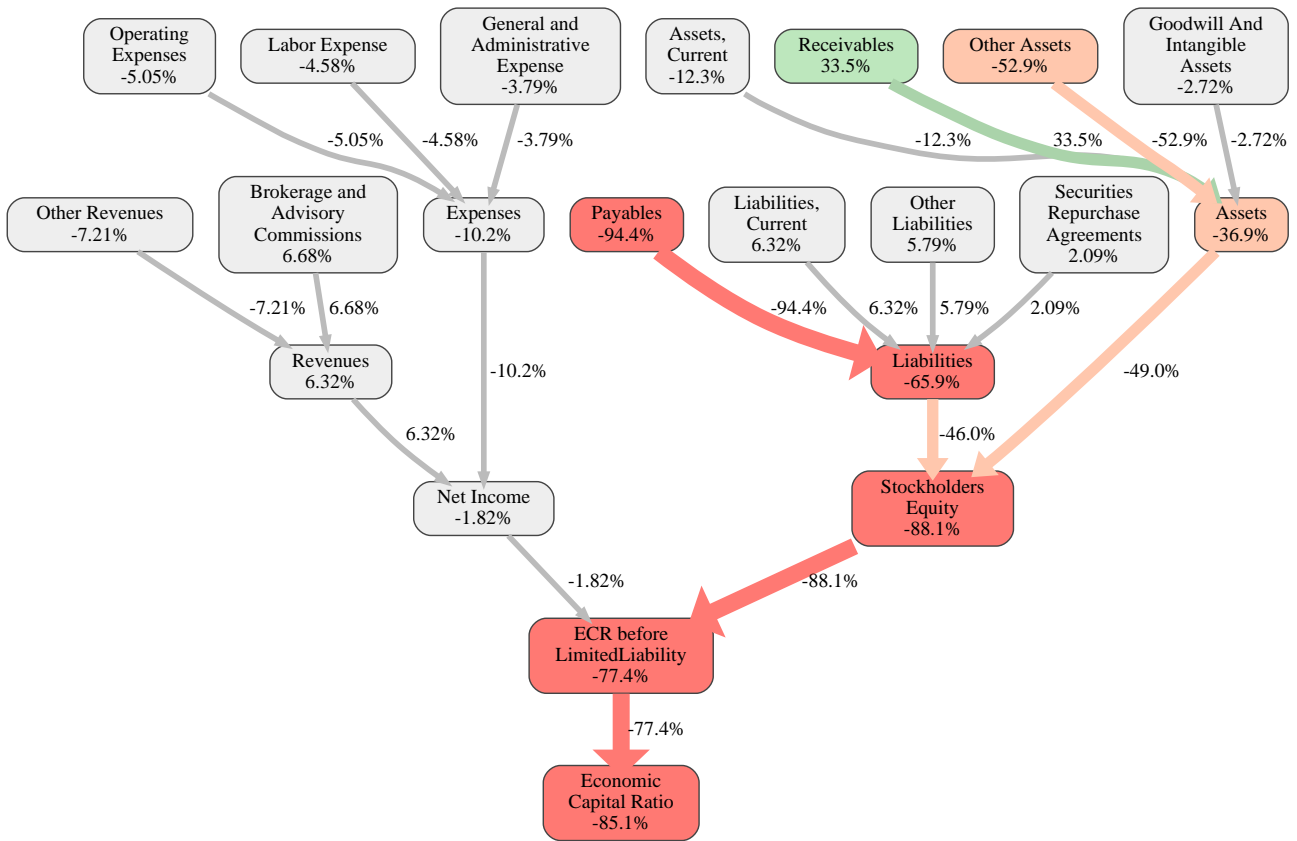 Operating
Expenses
-5.05%
Labor Expense
-4.58%
General and
Administrative
Expense
-3.79%
Assets,
Current
-12.3%
Receivables
33.5%
Other Assets
-52.9%
Goodwill And
Intangible
Assets
-2.72%
-5.05%
-4.58%
-3.79%
-12.3%
33.5%
-52.9%
-2.72%
Other Revenues
-7.21%
Brokerage and
Advisory
Commissions
6.68%
Expenses
-10.2%
Payables
-94.4%
Liabilities,
Current
6.32%
Other
Liabilities
5.79%
Securities
Repurchase
Agreements
2.09%
Assets
-36.9%
-7.21%
6.68%
-94.4%
6.32%
5.79%
2.09%
Revenues
6.32%
-10.2%
Liabilities
-65.9%
-49.0%
6.32%
-46.0%
Net Income
-1.82%
Stockholders
Equity
-88.1%
-1.82%
-88.1%
ECR before
LimitedLiability
-77.4%
-77.4%
Economic
Capital Ratio
-85.1%